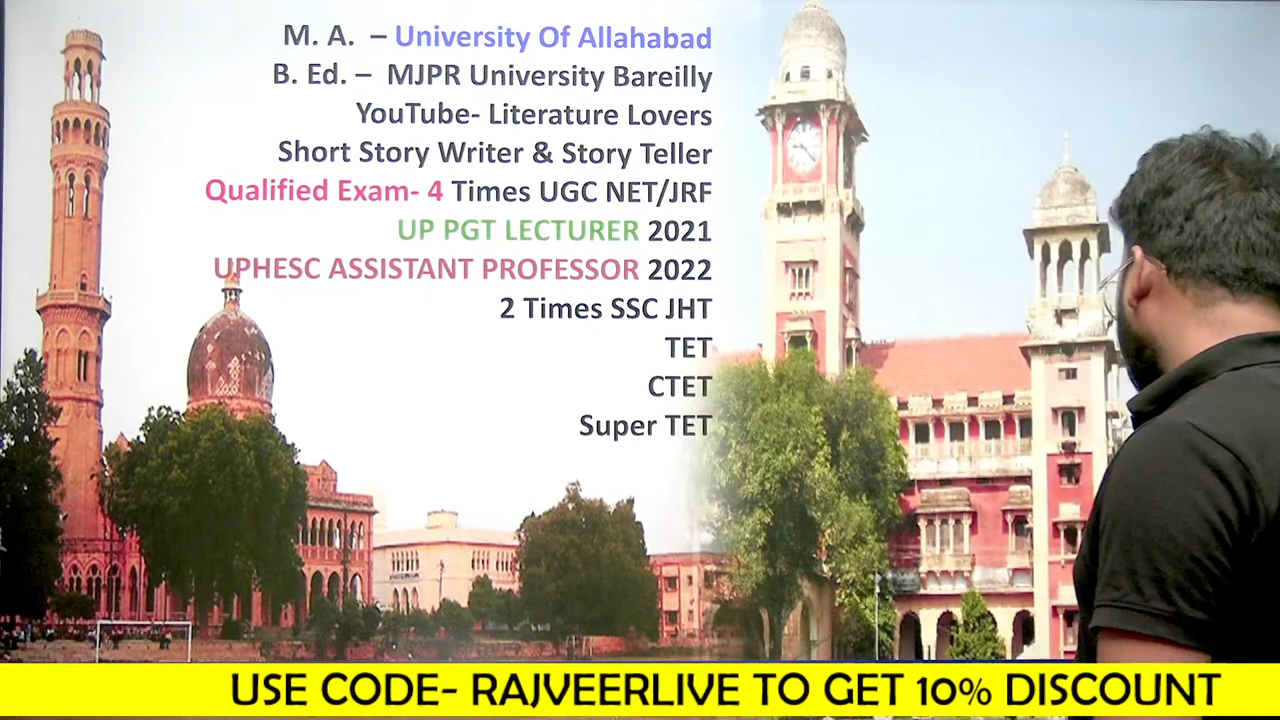 M. A. – University Of Allahabad
B. Ed. – MJPR University Bareilly
YouTube- Literature Lovers
Short Story Writer & Story Teller
Qualified Exam- 4 Times UGC NET/JRF
UP PGT LECTURER 2021
UPHESC ASSISTANT PROFESSOR 2022
2 Times SSC JHT
TET
CTET
Super TET
USE CODE- RAJVEERLIVE TO GET 10% DISCOUNT